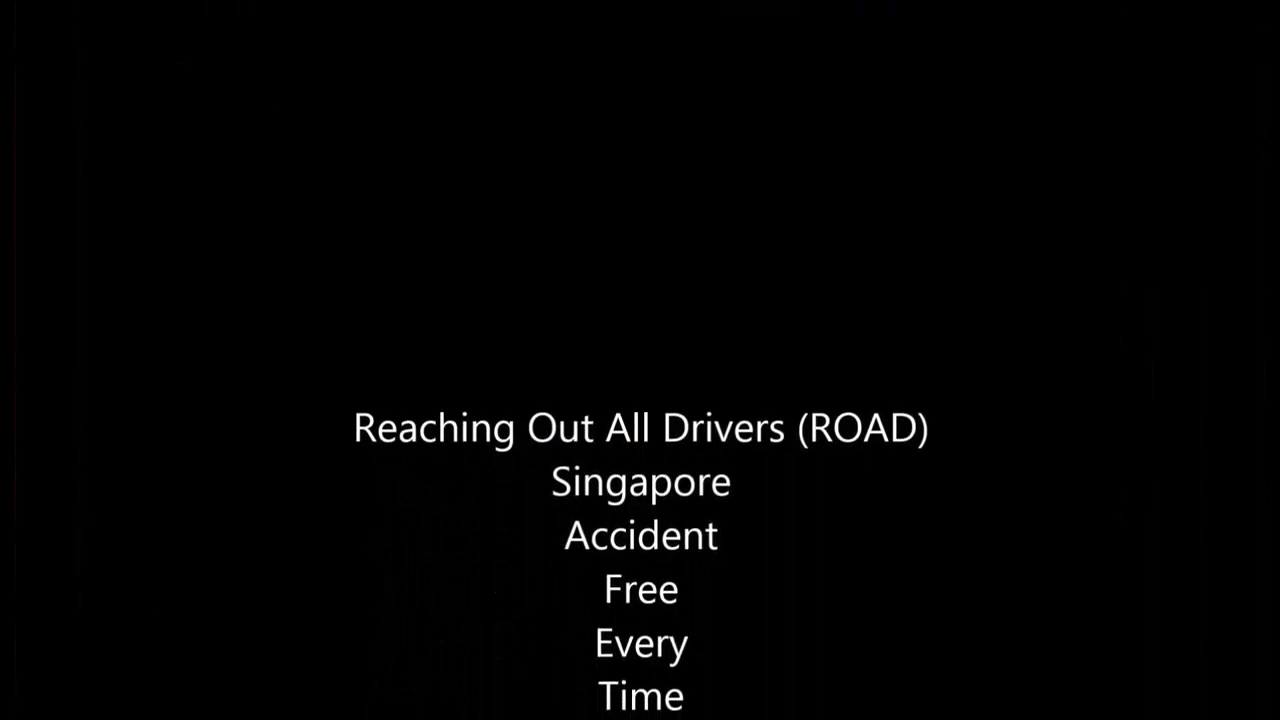 Reaching Out All Drivers (ROAD)
Singapore
Accident
Free
Every
Time